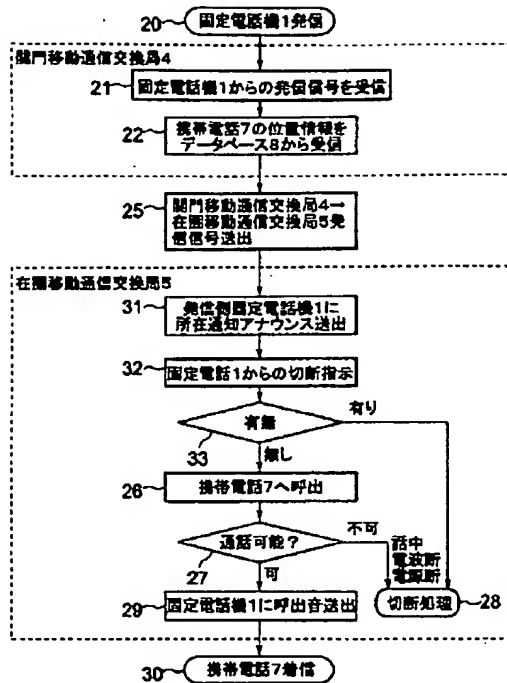 20
固定電話機1発信
関門移動通信交換局4
21
固定電話機1からの発信信号を受信
22
携帯電話7の位置情報を
データベース8から受信
25
関門移動通信交換局4→
在圏移動通信交換局5発
信信号送出
在圏移動通信交換局5
31
発信側固定電話機1に
所在通知アナウンス送出
32
固定電話1からの切断指示
有無
有り
33
無し
26
携帯電話7へ呼出
通話可能?
不可
27
可
話中
電波断
電源断
29
固定電話機1に呼出音送出
切断処理
28
30
携帯電話7着信